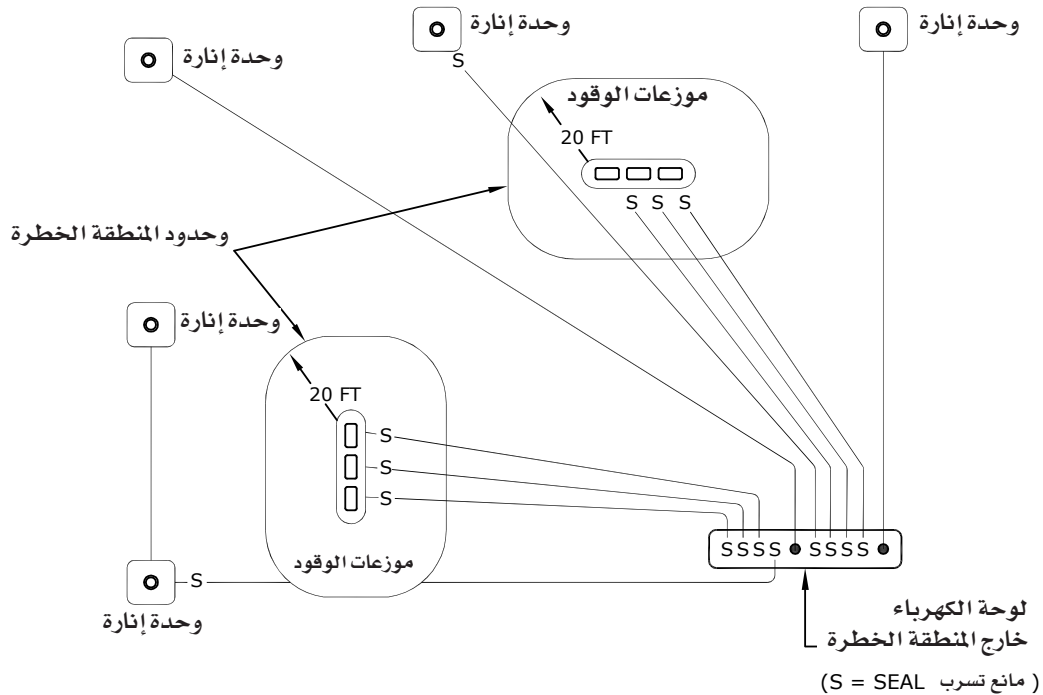 وحدة إنارة
وحدة إنارة
وحدة إنارة
S
موزعات الوقود
20 FT
S S S
وحدود المنطقة الخطرة
وحدة إنارة
20 FT
S
S
S
موزعات الوقود
S S S S S S S S
S
وحدة إنارة
لوحة الكهرباء
خارج المنطقة الخطرة
( مانع تسرب S = SEAL)